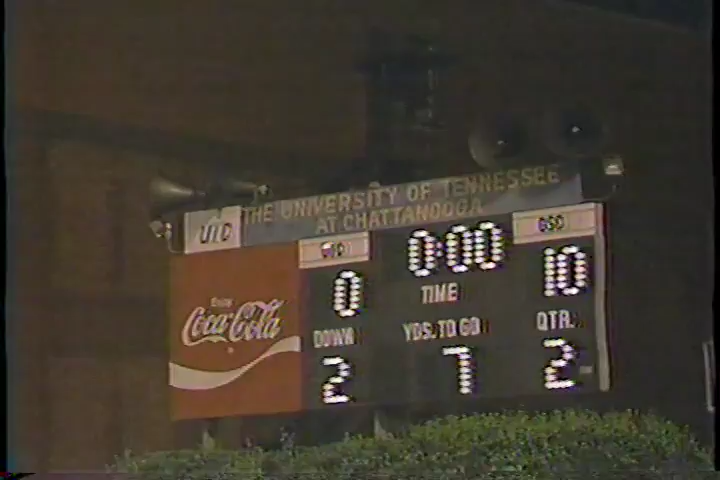 THE UNIVERSITY OF TENNESSEE
AT CHATTANOOGA
0:00
0
10
TIME
Enjoy
Coca-Cola
DOWN
YDS. TO GO
QTR.
2
7
2